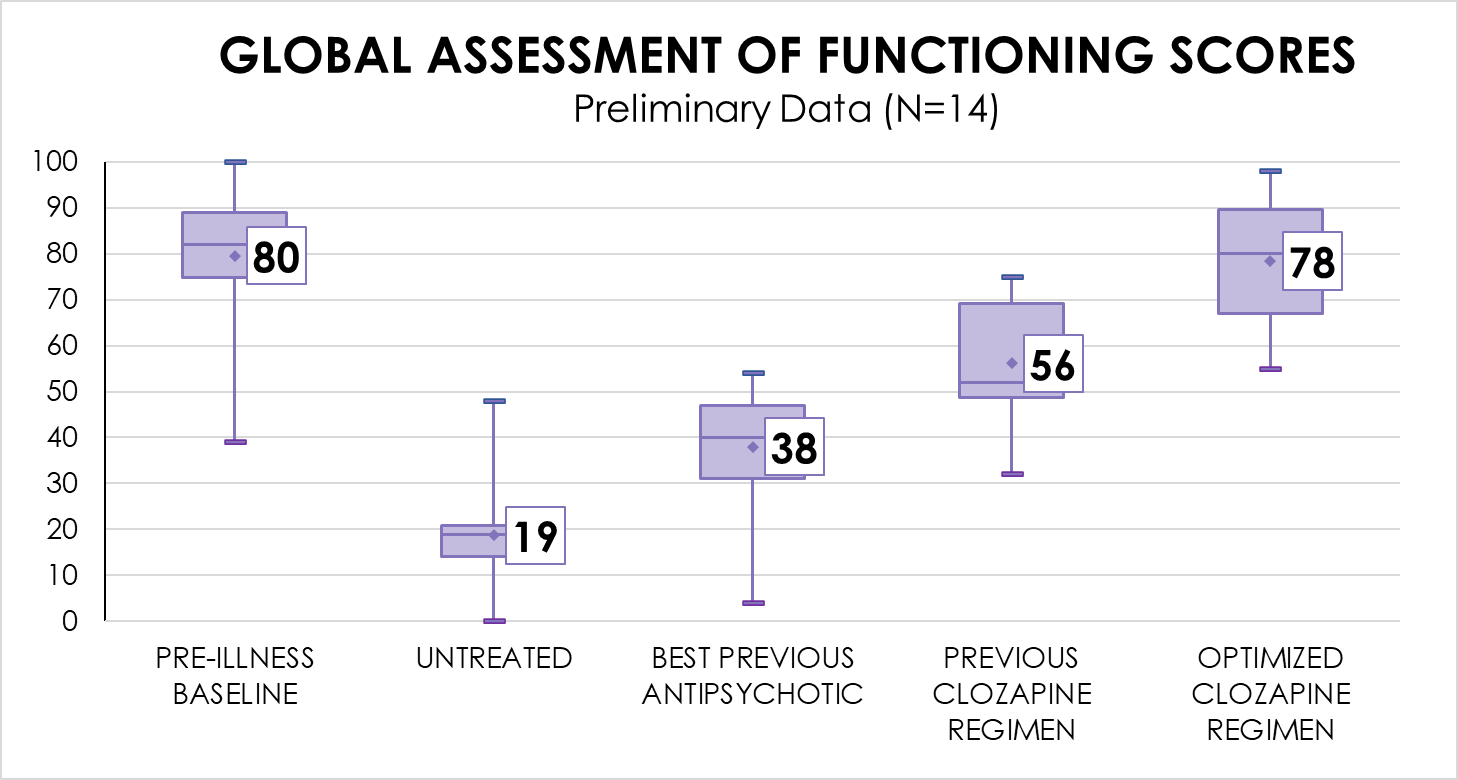 GLOBAL ASSESSMENT OF FUNCTIONING SCORES
Preliminary Data (N=14)
100
90
80
70
60
50
40
30
20
10
0
80
19
38
56
78
PRE-ILLNESS
BASELINE
UNTREATED
BEST PREVIOUS
ANTIPSYCHOTIC
PREVIOUS
CLOZAPINE
REGIMEN
OPTIMIZED
CLOZAPINE
REGIMEN